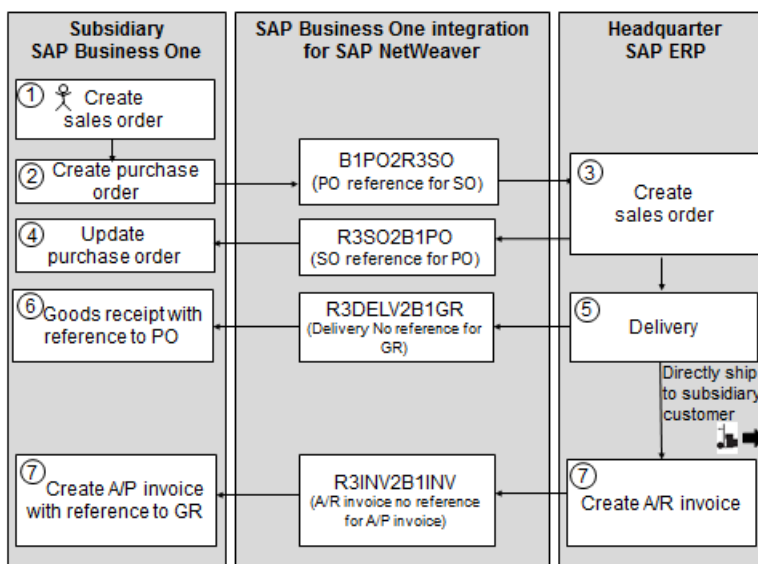 Subsidiary
SAP Business One
SAP Business One integration
for SAP NetWeaver
Headquarter
SAP ERP
1
Create
sales order
2
Create purchase
order
B1PO2R3SO
(PO reference for SO)
3
Create
sales order
4
Update
purchase order
R3SO2B1PO
(SO reference for PO)
6
Goods receipt with
reference to PO
R3DELV2B1GR
(Delivery No reference for
GR)
5
Delivery
Directly ship
to subsidiary
customer
7
Create A/P invoice
with reference to GR
R3INV2B1INV
(A/R invoice no reference
for A/P invoice)
7
Create A/R invoice